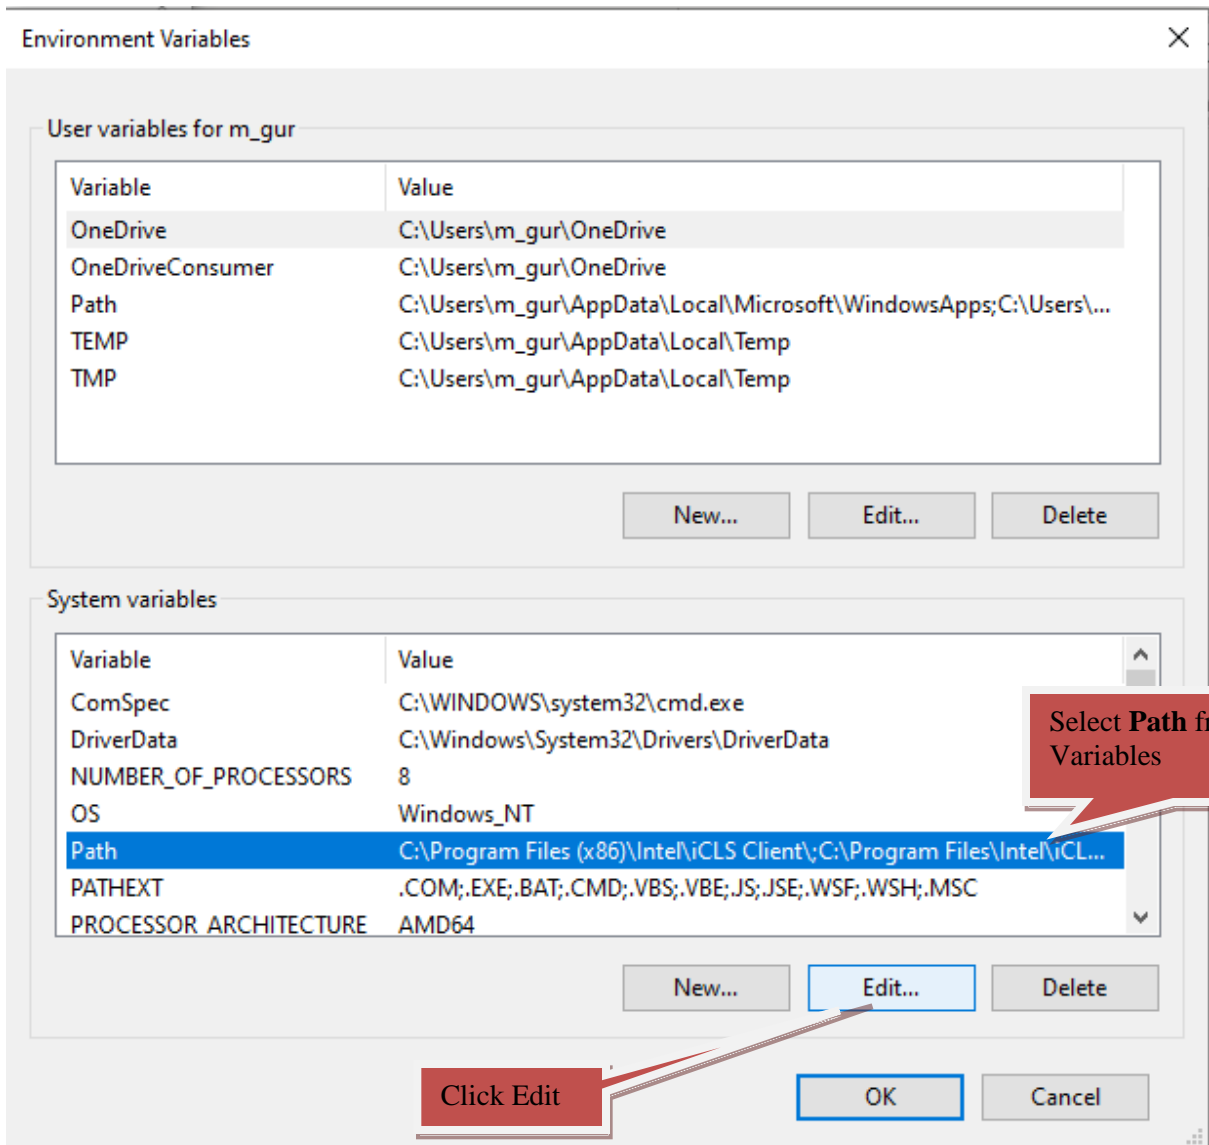 Environment Variables
User variables for m_gur
Variable Value
OneDrive C:\Users\m_gur\OneDrive
OneDriveConsumer C:\Users\m_gur\OneDrive
Path C:\Users\m_gur\AppData\Local\Microsoft\WindowsApps;C:\Users\...
TEMP C:\Users\m_gur\AppData\Local\Temp
TMP C:\Users\m_gur\AppData\Local\Temp
New... Edit... Delete
System variables
Variable Value
ComSpec C:\WINDOWS\system32\cmd.exe
DriverData C:\Windows\System32\Drivers\DriverData
NUMBER_OF_PROCESSORS 8
OS Windows_NT
Path C:\Program Files (x86)\Intel\iCLS Client\;C:\Program Files\Intel\iCL...
PATHEXT .COM;.EXE;.BAT;.CMD;.VBS;.VBE;.JS;.JSE;.WSF;.WSH;.MSC
PROCESSOR_ARCHITECTURE AMD64
Select Path
Variables
New... Edit... Delete
Click Edit
OK Cancel